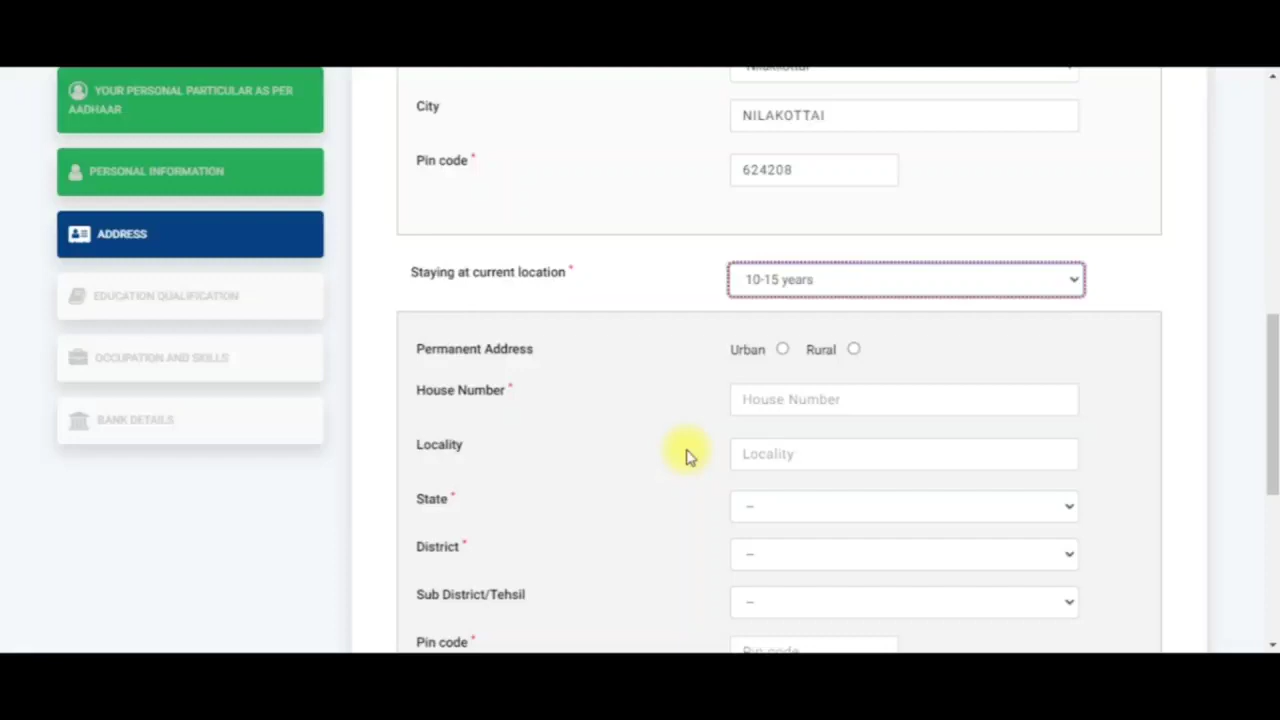 YOUR PERSONAL PARTICULAR AS PER
AADHAAR
PERSONAL INFORMATION
ADDRESS
EDUCATION QUALIFICATION
OCCUPATION AND SKILLS
BANK DETAILS
City
NILAKOTTAI
Pin code *
624208
Staying at current location *
10-15 years
Permanent Address
Urban Rural
House Number *
House Number
Locality
Locality
State *
--
District *
--
Sub District/Tehsil
--
Pin code *
Pin code